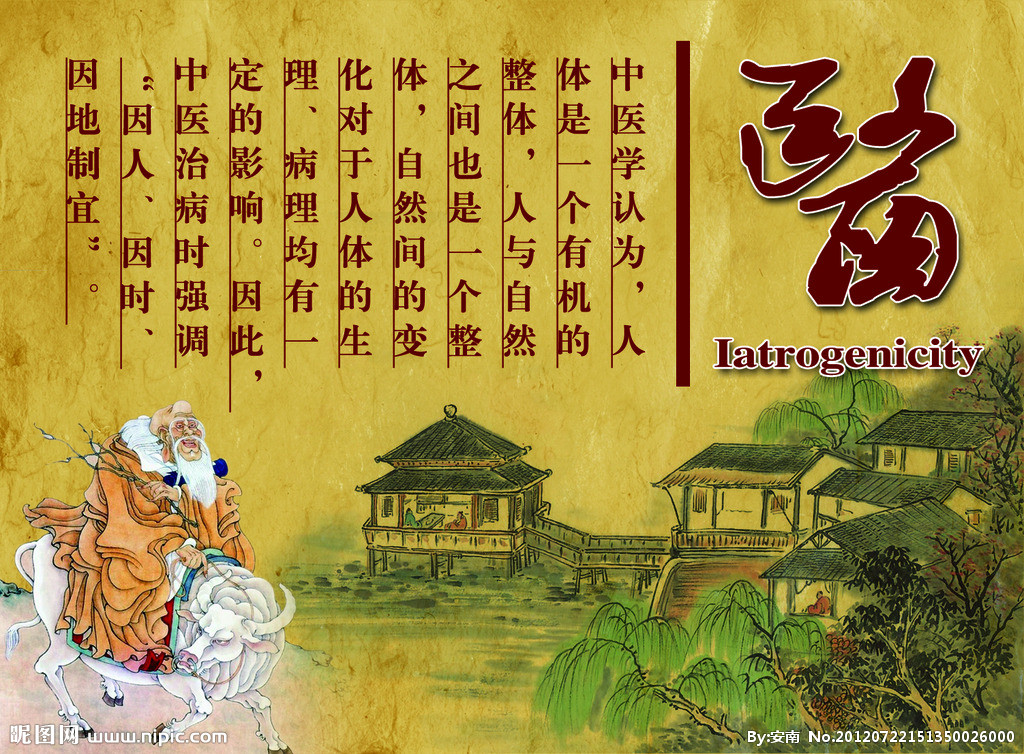 醫
Iatrogenicity
中医学认为，人
体是一个有机的
整体，人与自然
之间也是一个整
体，自然间的变
化对于人体的生
理、病理均有一
定的影响。因此，
中医治病时强调
“因人、因时、
因地制宜”。
昵图网 www.nipic.com
By:安南 No.20120722151350026000